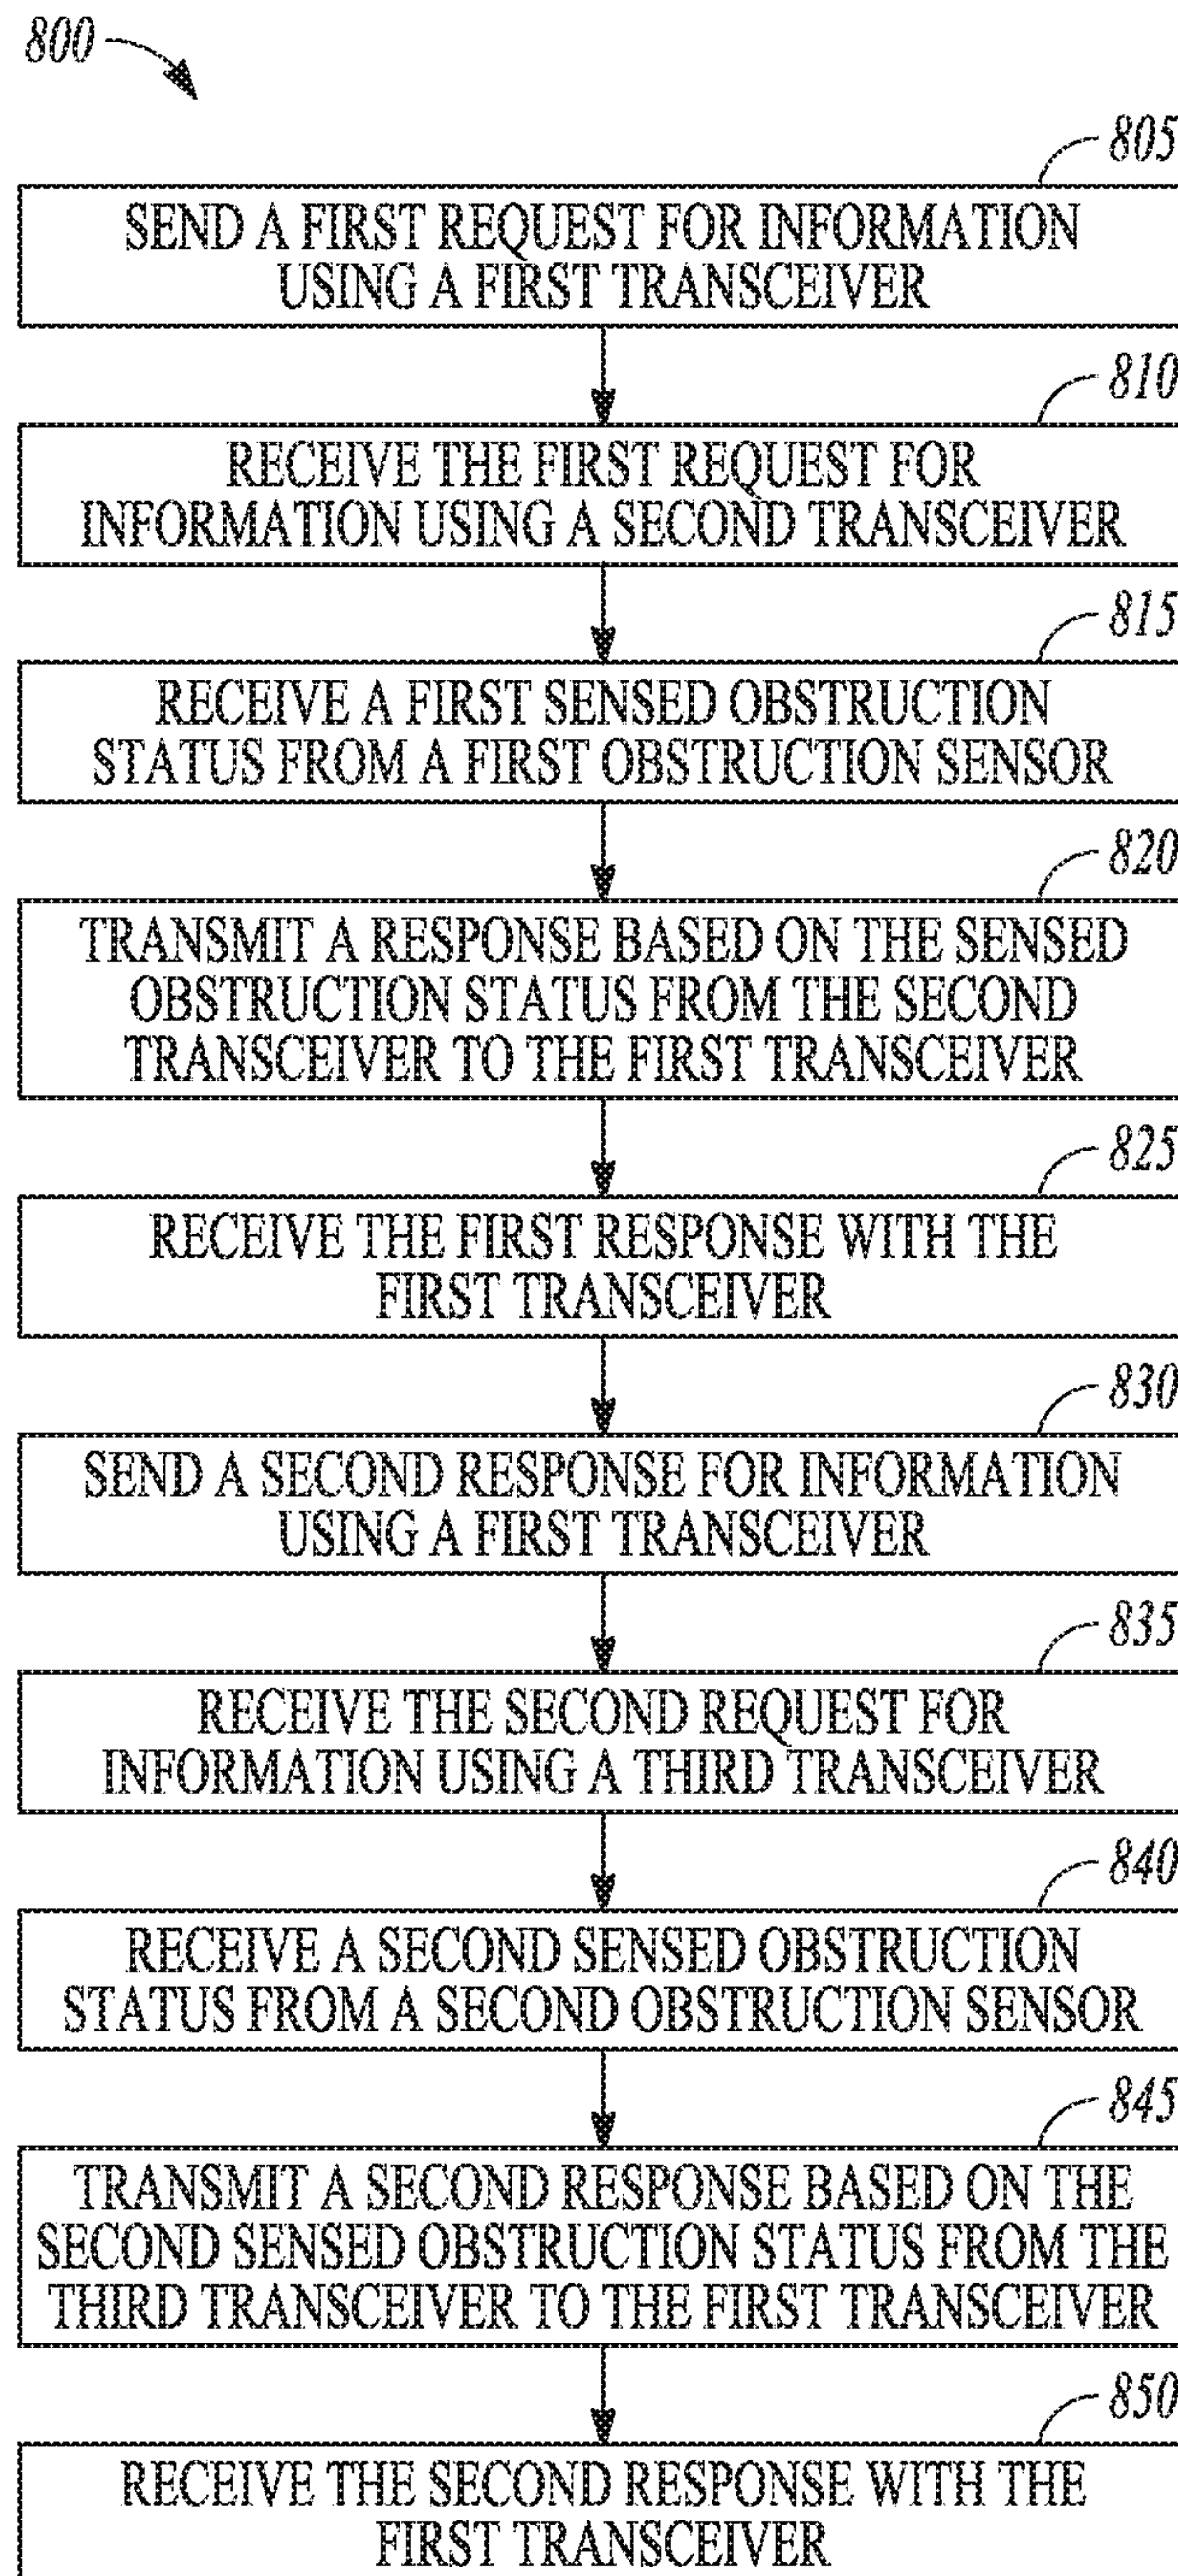 800
805
SEND A FIRST REQUEST FOR INFORMATION
USING A FIRST TRANSCEIVER
810
RECEIVE THE FIRST REQUEST FOR
INFORMATION USING A SECOND TRANSCEIVER
815
RECEIVE A FIRST SENSED OBSTRUCTION
STATUS FROM A FIRST OBSTRUCTION SENSOR
820
TRANSMIT A RESPONSE BASED ON THE SENSED
OBSTRUCTION STATUS FROM THE SECOND
TRANSCEIVER TO THE FIRST TRANSCEIVER
825
RECEIVE THE FIRST RESPONSE WITH THE
FIRST TRANSCEIVER
830
SEND A SECOND RESPONSE FOR INFORMATION
USING A FIRST TRANSCEIVER
835
RECEIVE THE SECOND REQUEST FOR
INFORMATION USING A THIRD TRANSCEIVER
840
RECEIVE A SECOND SENSED OBSTRUCTION
STATUS FROM A SECOND OBSTRUCTION SENSOR
845
TRANSMIT A SECOND RESPONSE BASED ON THE
SECOND SENSED OBSTRUCTION STATUS FROM THE
THIRD TRANSCEIVER TO THE FIRST TRANSCEIVER
850
RECEIVE THE SECOND RESPONSE WITH THE
FIRST TRANSCEIVER